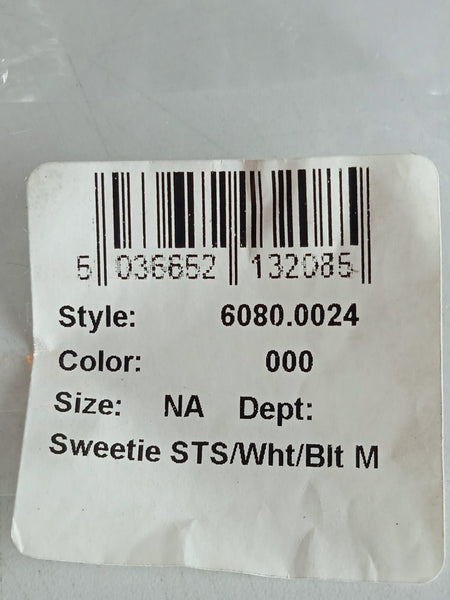 5 036652 132085
Style: 6080.0024
Color: 000
Size: NA Dept:
Sweetie STS/Wht/Blt M